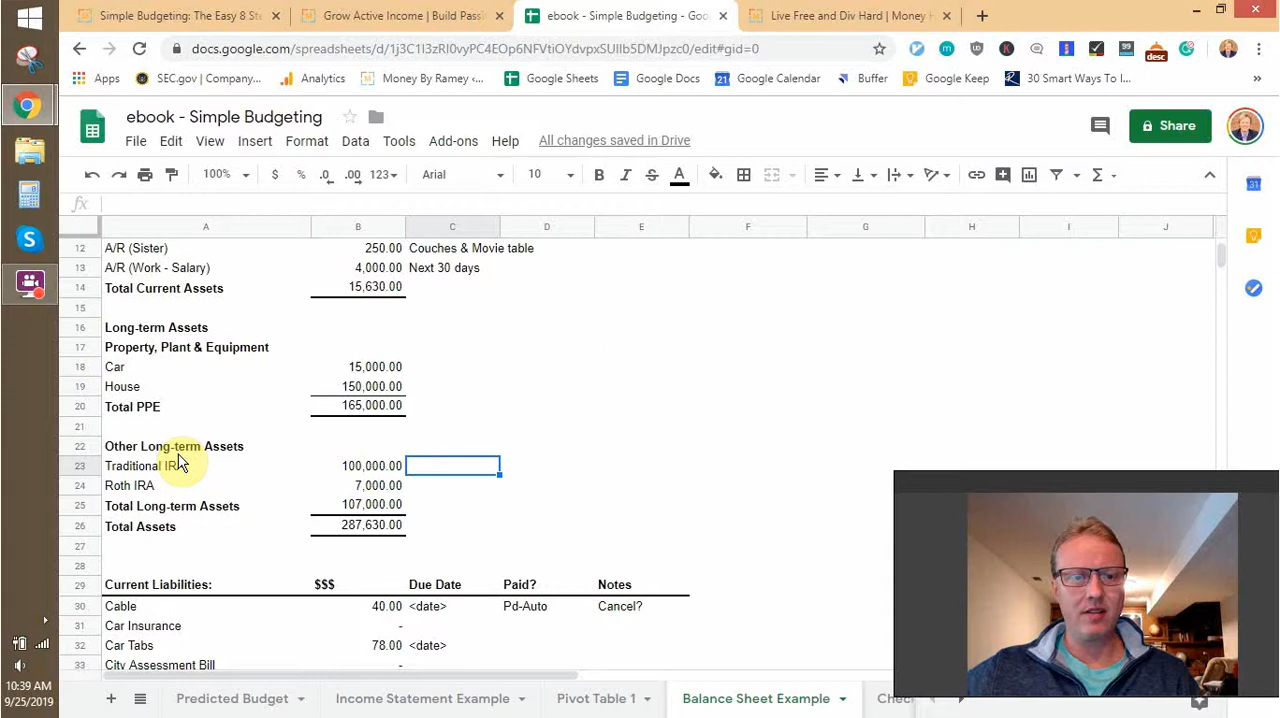 Simple Budgeting: The Easy 8 Ste
Grow Active Income | Build Passi
ebook - Simple Budgeting - Goo
Live Free and Div Hard | Money H
docs.google.com/spreadsheets/d/1j3C1I3zRI0vyPC4EOp6NFVtiOYdvpxSUIIb5DMJpzc0/edit#gid=0
Apps
SEC.gov | Company...
Analytics
Money By Ramey <...
Google Sheets
Google Docs
Google Calendar
Buffer
Google Keep
30 Smart Ways To I...
desc
ebook - Simple Budgeting
Share
File Edit View Insert Format Data Tools Add-ons Help All changes saved in Drive
100% $ % .0 .00 123 Arial 10 B I S A
fx
A B C D E F G H I J
12 A/R (Sister) 250.00 Couches & Movie table
13 A/R (Work - Salary) 4,000.00 Next 30 days
14 Total Current Assets 15,630.00
15
16 Long-term Assets
17 Property, Plant & Equipment
18 Car 15,000.00
19 House 150,000.00
20 Total PPE 165,000.00
21
22 Other Long-term Assets
23 Traditional IRA 100,000.00
24 Roth IRA 7,000.00
25 Total Long-term Assets 107,000.00
26 Total Assets 287,630.00
27
28
29 Current Liabilities: $$$ Due Date Paid? Notes
30 Cable 40.00 <date> Pd-Auto Cancel?
31 Car Insurance -
32 Car Tabs 78.00 <date>
33 City Assessment Bill -
Predicted Budget
Income Statement Example
Pivot Table 1
Balance Sheet Example
Chec
10:39 AM
9/25/2019